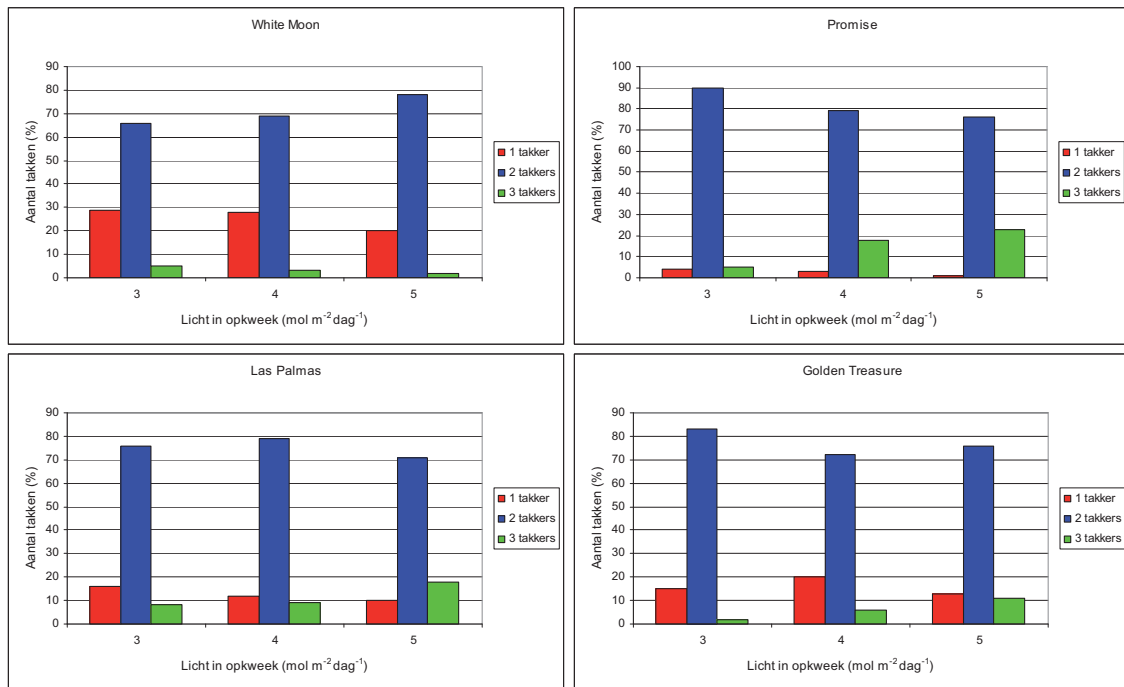 White Moon
90
80
70
60
50
40
30
20
10
0
Aantal takken (%)
3 4 5
Licht in opkweek (mol m⁻² dag⁻¹)
1 takker
2 takkers
3 takkers
Promise
100
90
80
70
60
50
40
30
20
10
0
Aantal takken (%)
3 4 5
Licht in opkweek (mol m⁻² dag⁻¹)
1 takker
2 takkers
3 takkers
Las Palmas
90
80
70
60
50
40
30
20
10
0
Aantal takken (%)
3 4 5
Licht in opkweek (mol m⁻² dag⁻¹)
1 takker
2 takkers
3 takkers
Golden Treasure
90
80
70
60
50
40
30
20
10
0
Aantal takken (%)
3 4 5
Licht in opkweek (mol m⁻² dag⁻¹)
1 takker
2 takkers
3 takkers